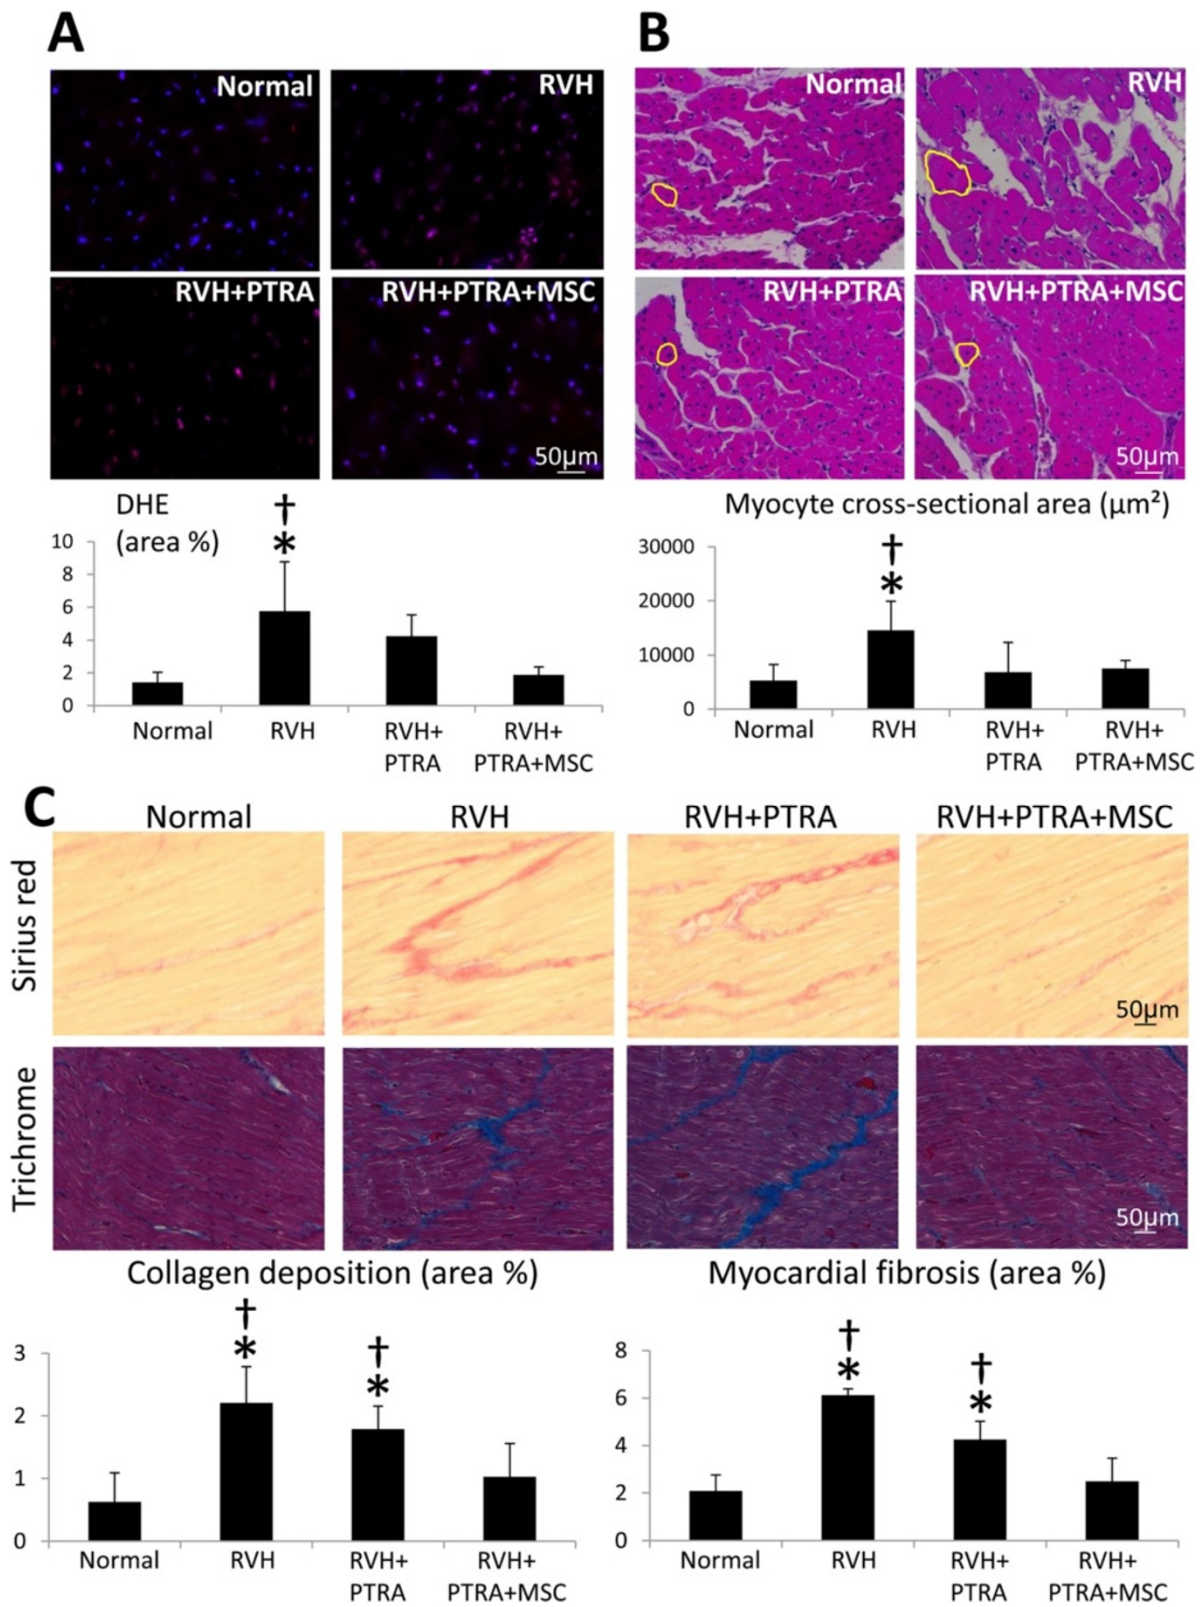 A
Normal
RVH
RVH+PTRA
RVH+PTRA+MSC
50µm
DHE
(area %)
†
*
10
8
6
4
2
0
Normal
RVH
RVH+
PTRA
RVH+
PTRA+MSC
B
Normal
RVH
RVH+PTRA
RVH+PTRA+MSC
50µm
Myocyte cross-sectional area (µm²)
†
*
30000
20000
10000
0
Normal
RVH
RVH+
PTRA
RVH+
PTRA+MSC
C
Normal
RVH
RVH+PTRA
RVH+PTRA+MSC
Sirius red
50µm
Trichrome
50µm
Collagen deposition (area %)
†
*
†
*
3
2
1
0
Normal
RVH
RVH+
PTRA
RVH+
PTRA+MSC
Myocardial fibrosis (area %)
†
*
†
*
8
6
4
2
0
Normal
RVH
RVH+
PTRA
RVH+
PTRA+MSC